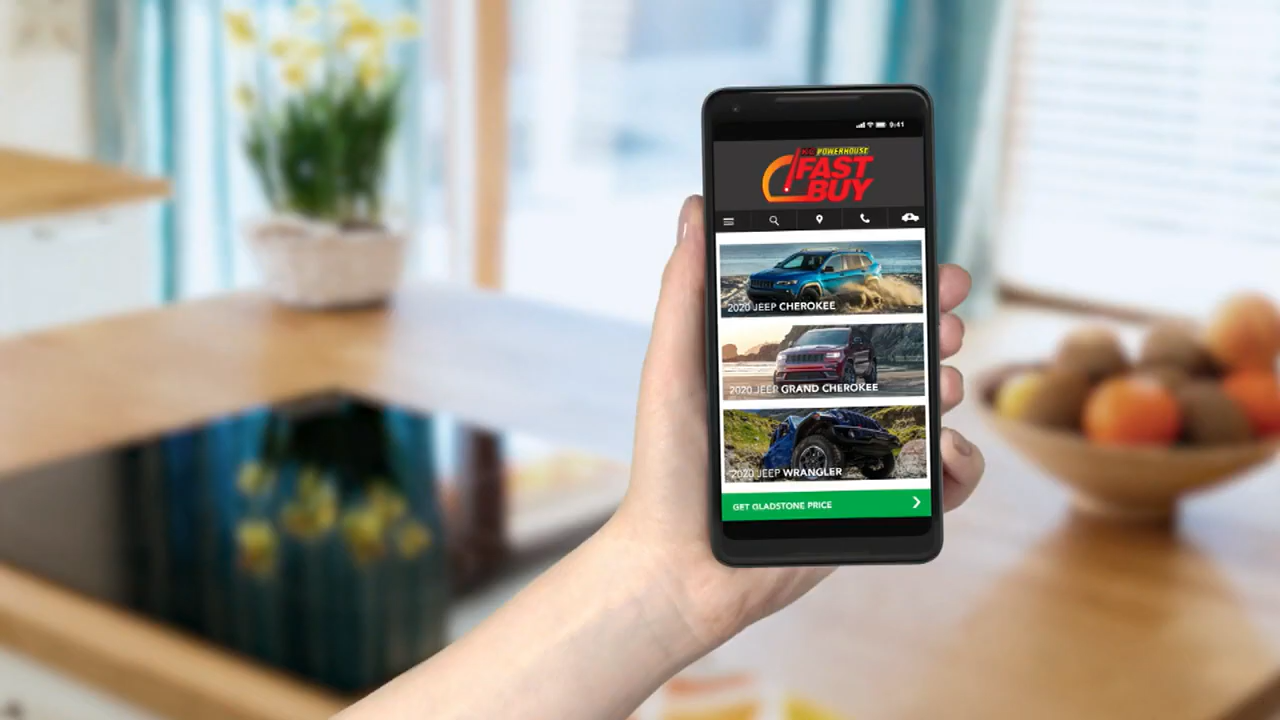 9:41
POWERHOUSE
FAST
BUY
2020 JEEP CHEROKEE
2020 JEEP GRAND CHEROKEE
2020 JEEP WRANGLER
GET GLADSTONE PRICE